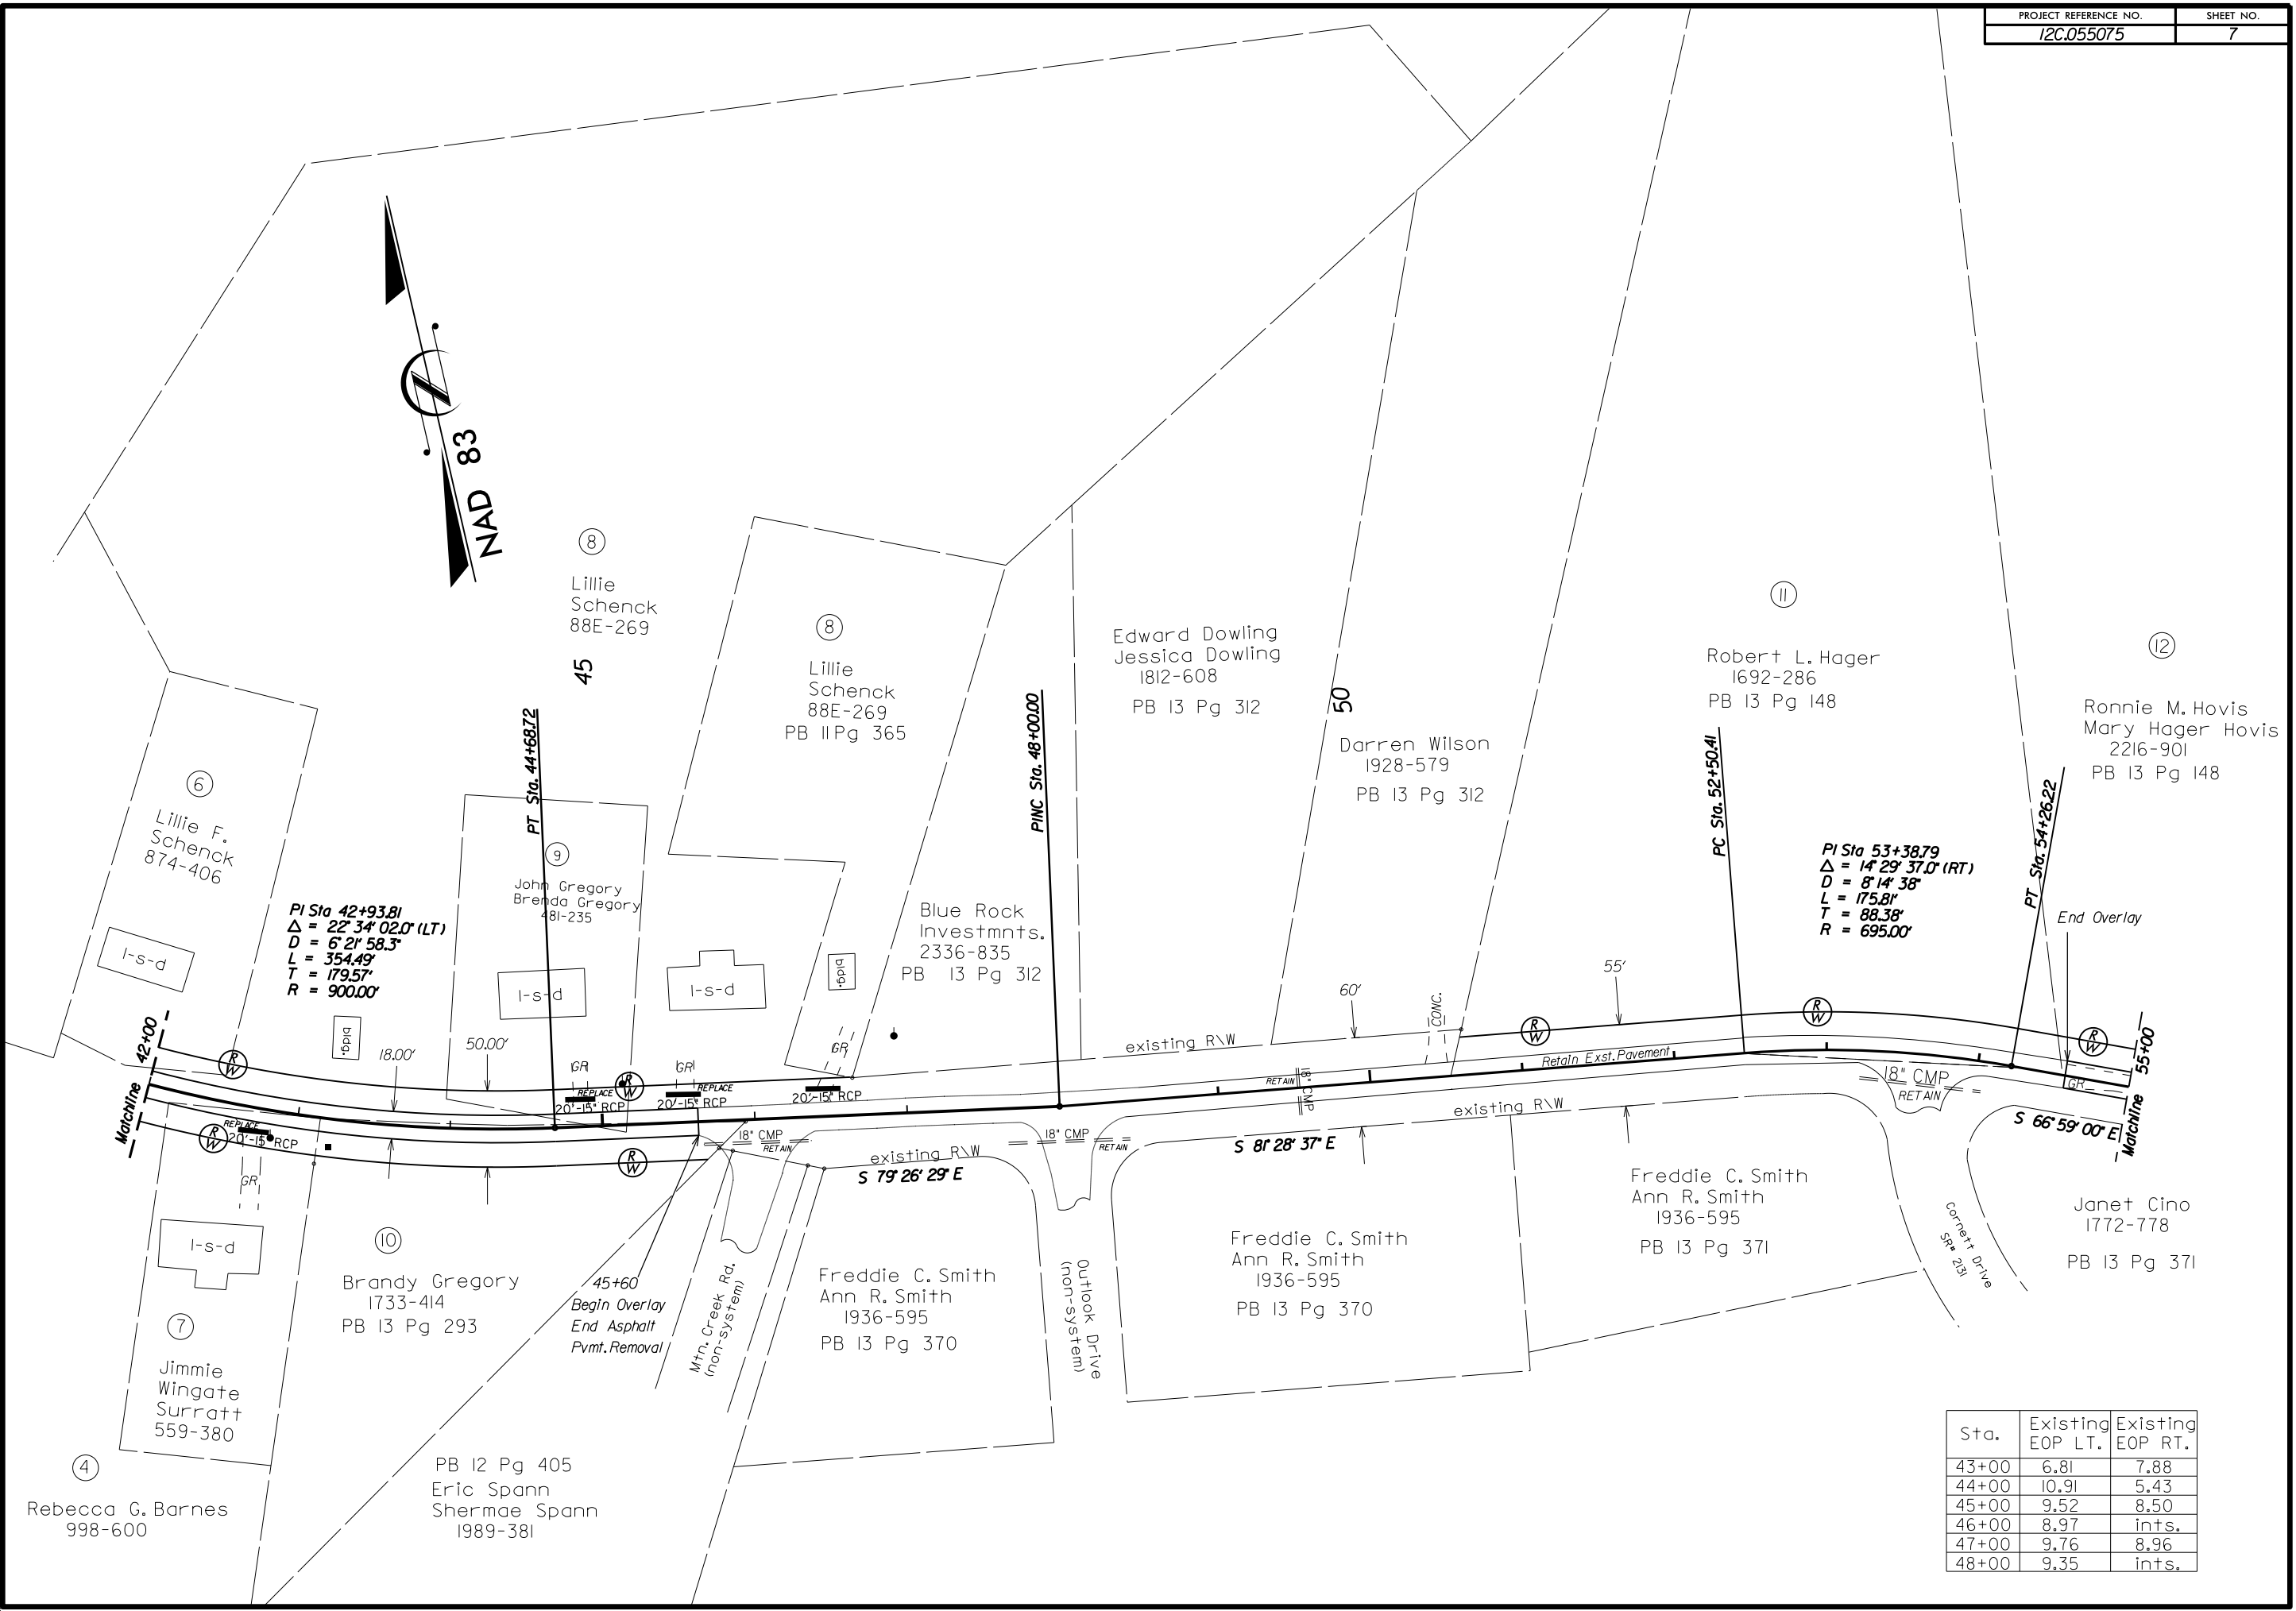 PROJECT REFERENCE NO.
SHEET NO.
12C.055075
7
NAD 83
8
Lillie
Schenck
88E-269
45
8
Lillie
Schenck
88E-269
PB 11 Pg 365
Edward Dowling
Jessica Dowling
1812-608
PB 13 Pg 312
50
Darren Wilson
1928-579
PB 13 Pg 312
11
Robert L. Hager
1692-286
PB 13 Pg 148
12
Ronnie M. Hovis
Mary Hager Hovis
2216-901
PB 13 Pg 148
6
Lillie F.
Schenck
874-406
1-s-d
PI Sta 42+93.81
Δ = 22° 34' 02.0" (LT)
D = 6° 21' 58.3"
L = 354.49'
T = 179.57'
R = 900.00'
PT Sta. 44+68.72
9
John Gregory
Brenda Gregory
481-235
1-s-d
1-s-d
bldg.
bldg.
Blue Rock
Investmnts.
2336-835
PB 13 Pg 312
PINC Sta. 48+00.00
PC Sta. 52+50.41
PI Sta 53+38.79
Δ = 14° 29' 37.0" (RT)
D = 8° 14' 38"
L = 175.81'
T = 88.38'
R = 695.00'
PT Sta. 54+26.22
End Overlay
Matchline 42+00
R/W
18.00'
50.00'
GR
REPLACE
20'-15" RCP
R/W
GR
REPLACE
20'-15" RCP
GR
20'-15" RCP
existing R\W
60'
CONC.
R/W
55'
R/W
R/W
55+00
Matchline
RETAIN
18" CMP
Retain Exst. Pavement
existing R\W
18" CMP
RETAIN
GR
S 66° 59' 00" E
REPLACE
20'-15" RCP
R/W
GR
1-s-d
R/W
18" CMP
RETAIN
existing R\W
S 79° 26' 29" E
18" CMP
RETAIN
S 81° 28' 37" E
10
Brandy Gregory
1733-414
PB 13 Pg 293
45+60
Begin Overlay
End Asphalt
Pvmt. Removal
Mtn. Creek Rd.
(non-system)
Freddie C. Smith
Ann R. Smith
1936-595
PB 13 Pg 370
Outlook Drive
(non-system)
Freddie C. Smith
Ann R. Smith
1936-595
PB 13 Pg 370
Freddie C. Smith
Ann R. Smith
1936-595
PB 13 Pg 371
Cornett Drive
SR# 2131
Janet Cino
1772-778
PB 13 Pg 371
7
Jimmie
Wingate
Surratt
559-380
4
Rebecca G. Barnes
998-600
PB 12 Pg 405
Eric Spann
Shermae Spann
1989-381
Sta. Existing EOP LT. Existing EOP RT.
43+00 6.81 7.88
44+00 10.91 5.43
45+00 9.52 8.50
46+00 8.97 ints.
47+00 9.76 8.96
48+00 9.35 ints.